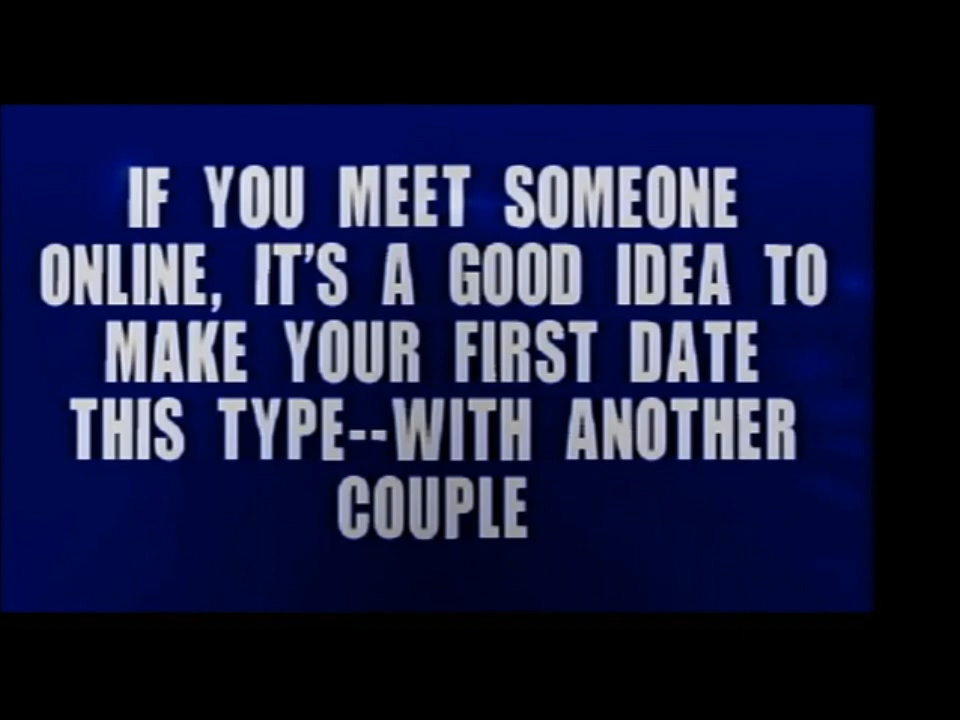 IF YOU MEET SOMEONE
ONLINE, IT'S A GOOD IDEA TO
MAKE YOUR FIRST DATE
THIS TYPE--WITH ANOTHER
COUPLE